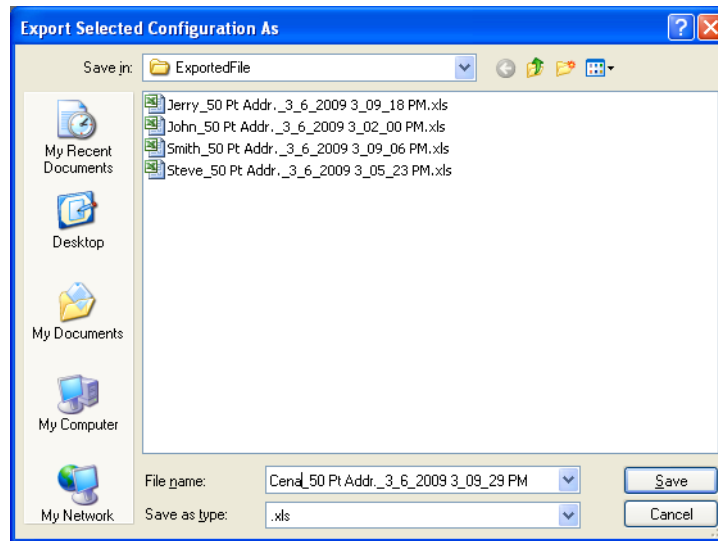 Export Selected Configuration As
Save in: ExportedFile
Jerry_50 Pt Addr._3_6_2009 3_09_18 PM.xls
John_50 Pt Addr._3_6_2009 3_02_00 PM.xls
Smith_50 Pt Addr._3_6_2009 3_09_06 PM.xls
Steve_50 Pt Addr._3_6_2009 3_05_23 PM.xls
My Recent
Documents
Desktop
My Documents
My Computer
My Network
File name: Cena_50 Pt Addr._3_6_2009 3_09_29 PM Save
Save as type: .xls Cancel